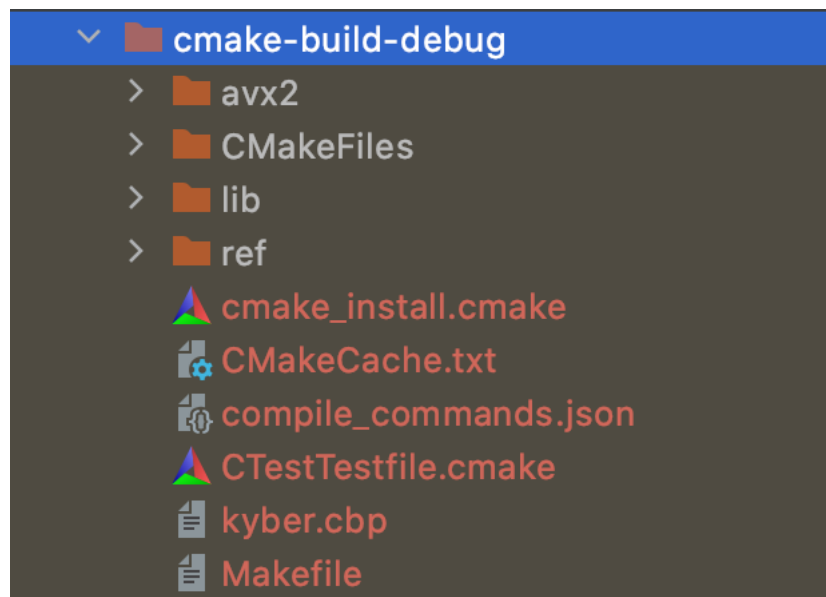 cmake-build-debug
avx2
CMakeFiles
lib
ref
cmake_install.cmake
CMakeCache.txt
compile_commands.json
CTestTestfile.cmake
kyber.cbp
Makefile